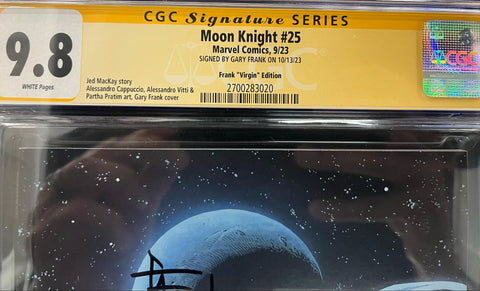 CGC Signature SERIES
9.8
WHITE Pages
Moon Knight #25
Marvel Comics, 9/23
SIGNED BY GARY FRANK ON 10/13/23
Frank "Virgin" Edition
Jed MacKay story
Alessandro Cappuccio, Alessandro Vitti &
Partha Pratim art, Gary Frank cover
2700283020
CGC